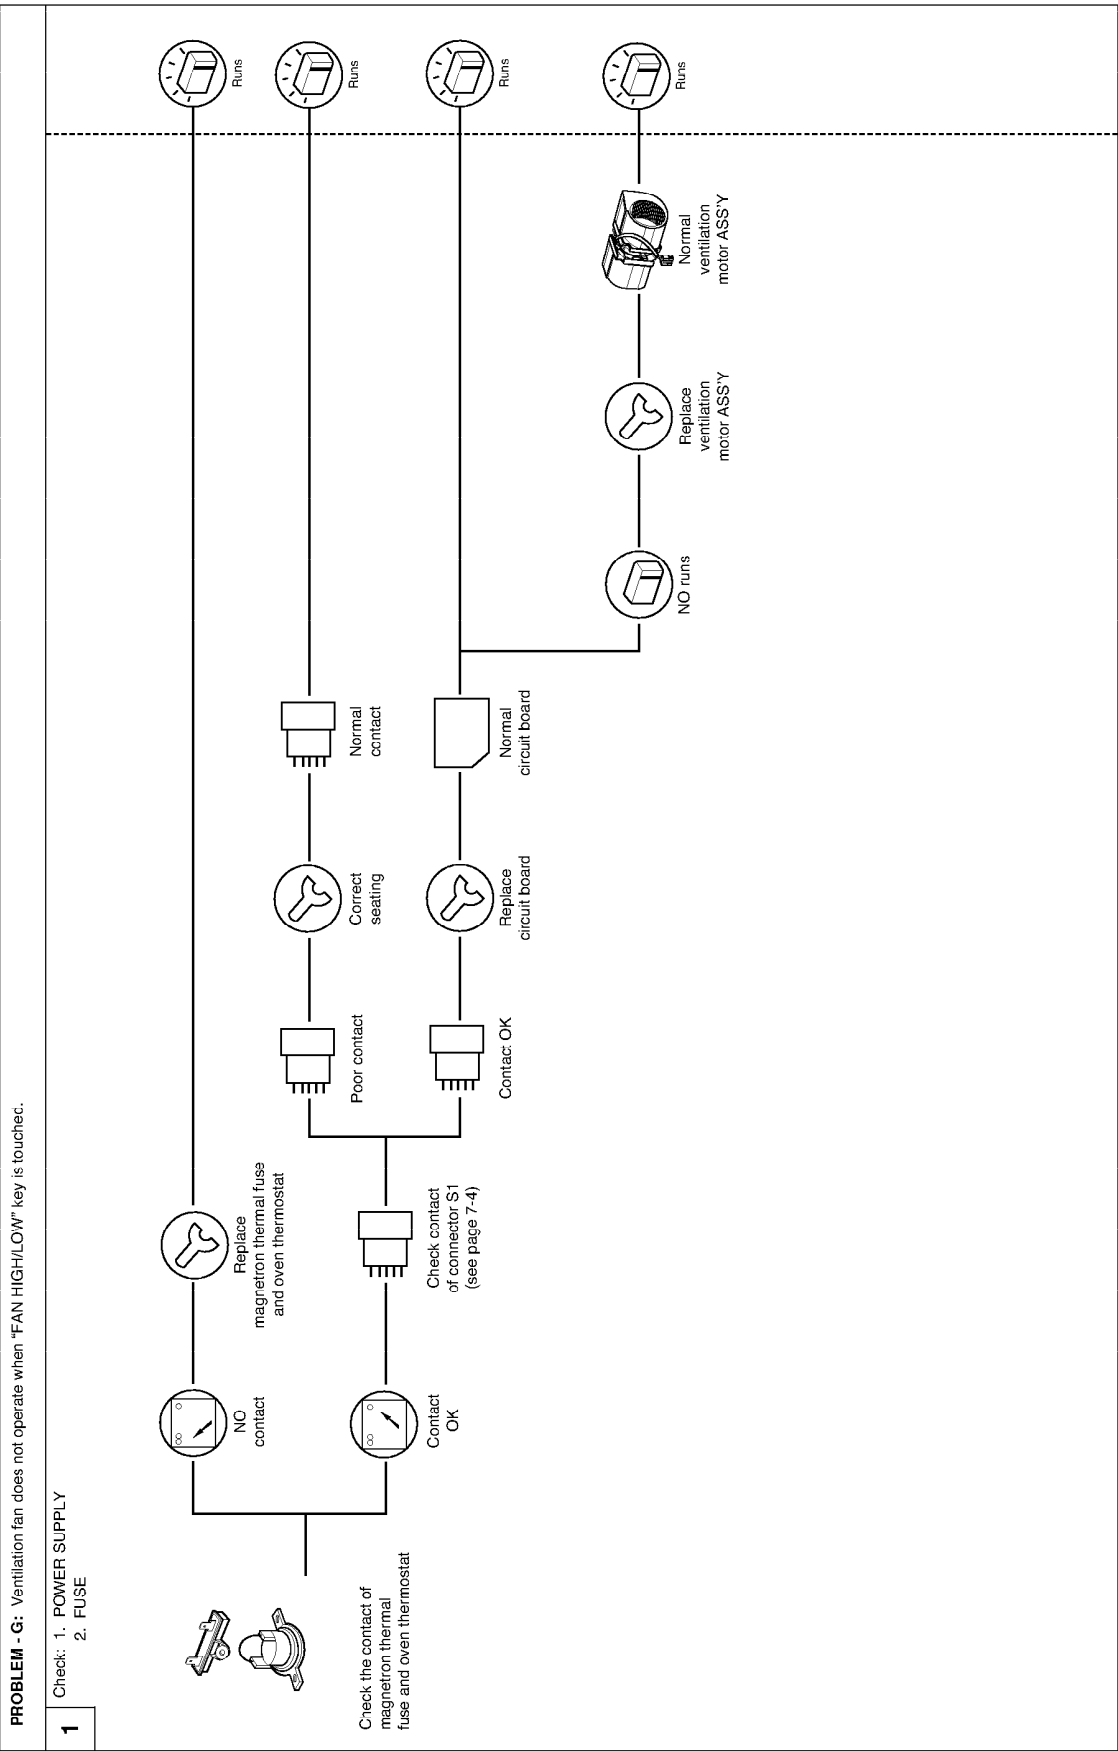 PROBLEM - G: Ventilation fan does not operate when "FAN HIGH/LOW" key is touched.
1
Check: 1. POWER SUPPLY
2. FUSE
Check the contact of
magnetron thermal
fuse and oven thermostat
NO
contact
Replace
magnetron thermal fuse
and oven thermostat
Runs
Contact
OK
Check contact
of connector S1
(see page 7-4)
Poor contact
Correct
seating
Normal
contact
Runs
Contact OK
Replace
circuit board
Normal
circuit board
Runs
NO runs
Replace
ventilation
motor ASS'Y
Normal
ventilation
motor ASS'Y
Runs